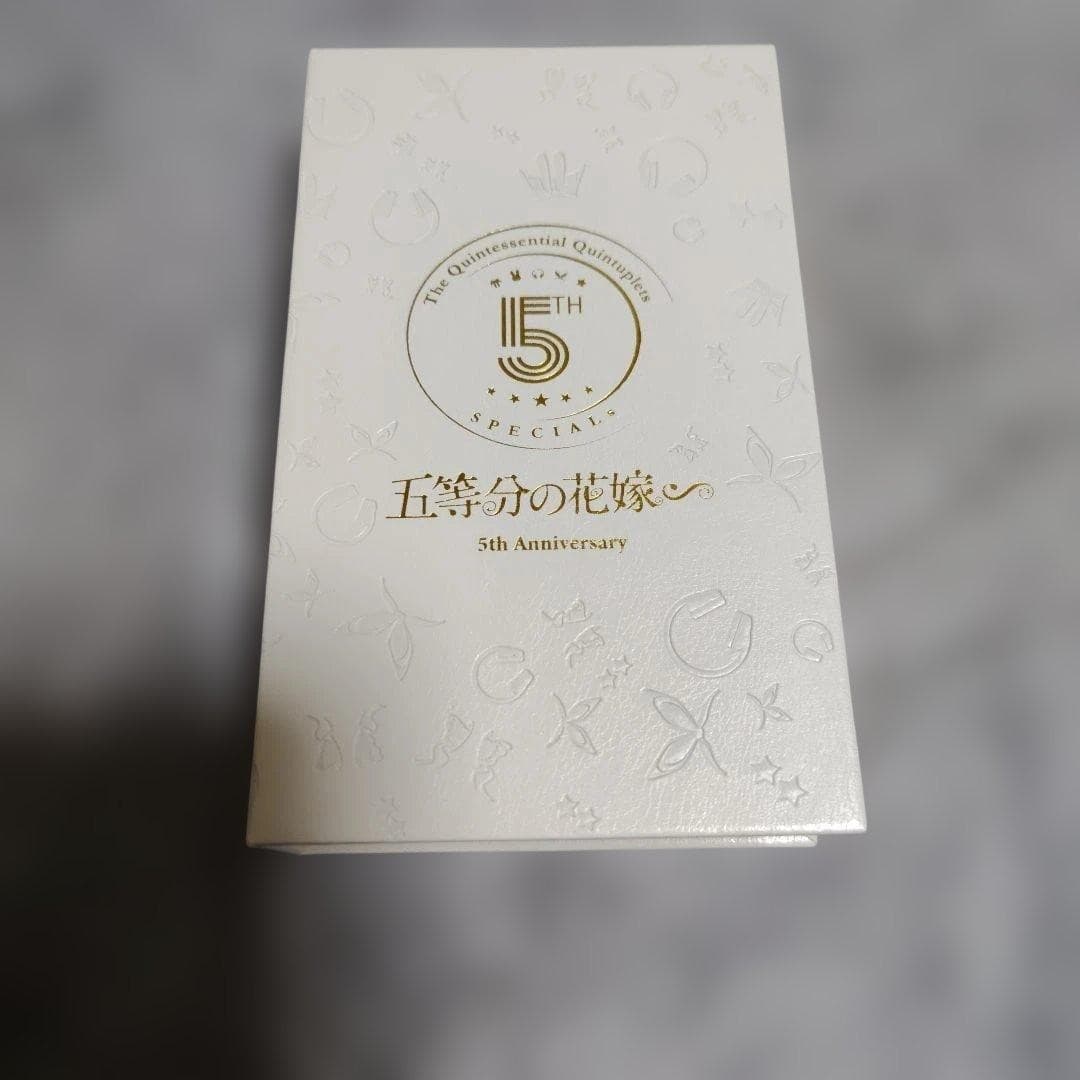 The Quintessential Quintuplets
5TH
SPECIALs
五等分の花嫁
5th Anniversary